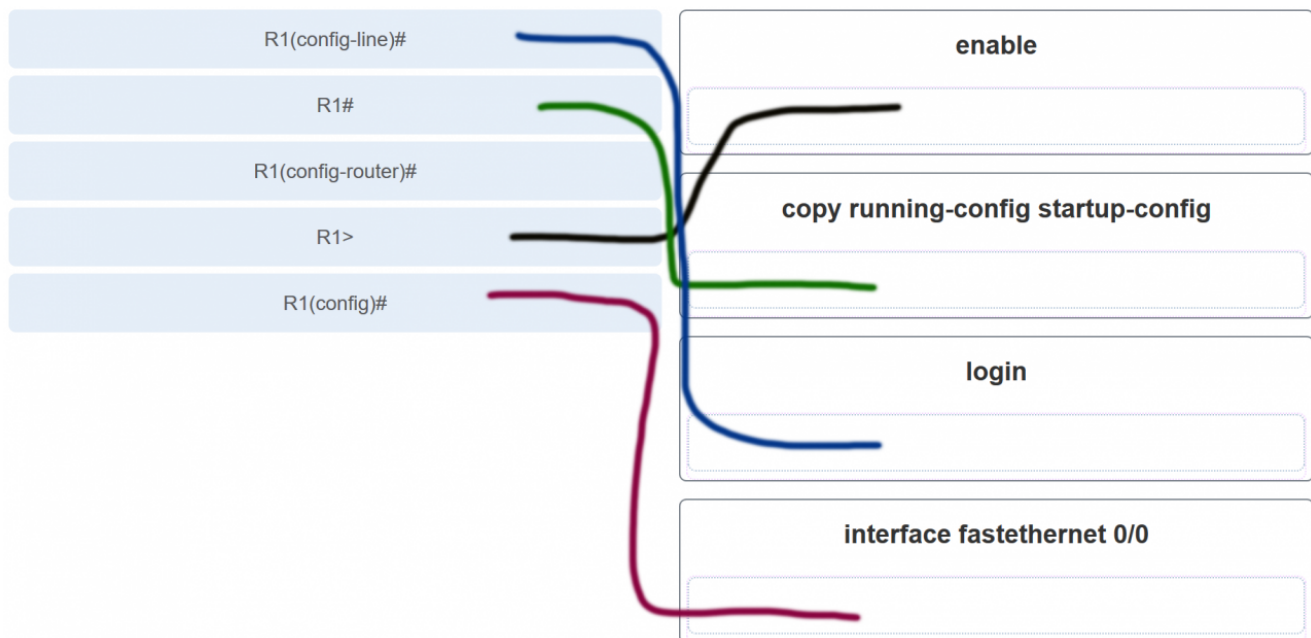 R1(config-line)#
R1#
R1(config-router)#
R1>
R1(config)#
enable
copy running-config startup-config
login
interface fastethernet 0/0